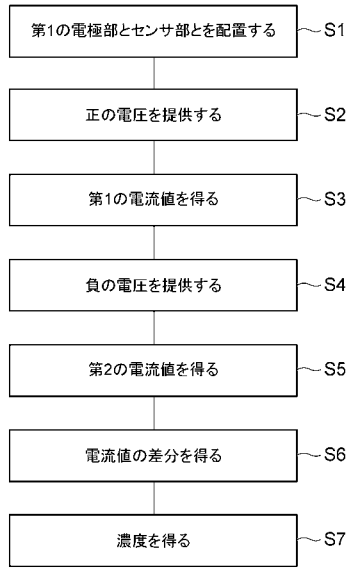 第1の電極部とセンサ部とを配置する S1
正の電圧を提供する S2
第1の電流値を得る S3
負の電圧を提供する S4
第2の電流値を得る S5
電流値の差分を得る S6
濃度を得る S7